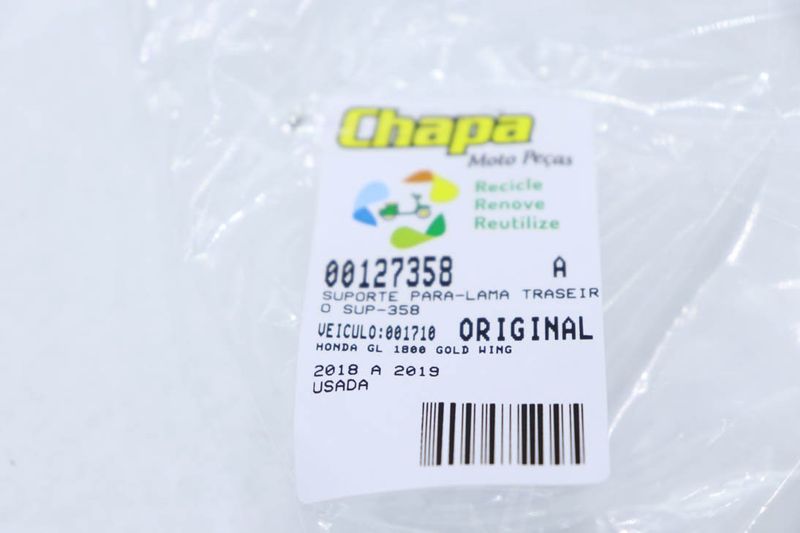 Chapa
Moto Peças
Recicle
Renove
Reutilize
00127358 A
SUPORTE PARA-LAMA TRASEIR
O SUP-358
VEICULO:001710 ORIGINAL
HONDA GL 1800 GOLD WING
2018 A 2019
USADA